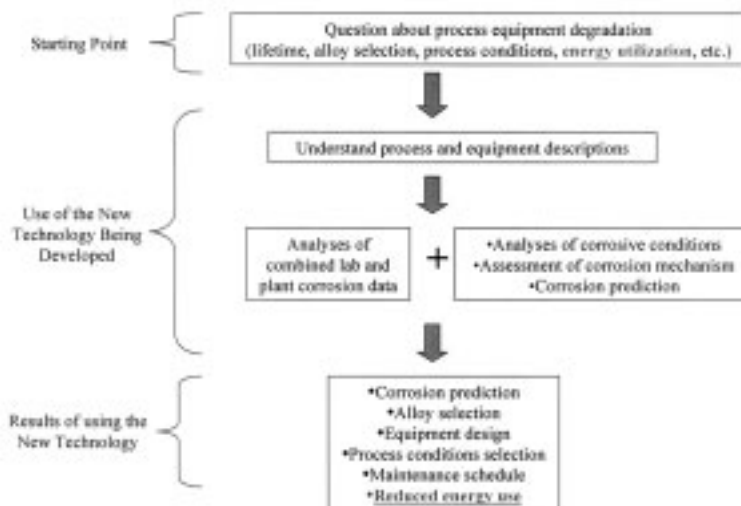 Starting Point
Question about process equipment degradation
(lifetime, alloy selection, process conditions, energy utilization, etc.)
Use of the New
Technology Being
Developed
Understand process and equipment descriptions
Analyses of
combined lab and
plant corrosion data
+
•Analyses of corrosive conditions
•Assessment of corrosion mechanism
•Corrosion prediction
Results of using the
New Technology
•Corrosion prediction
•Alloy selection
•Equipment design
•Process conditions selection
•Maintenance schedule
•Reduced energy use